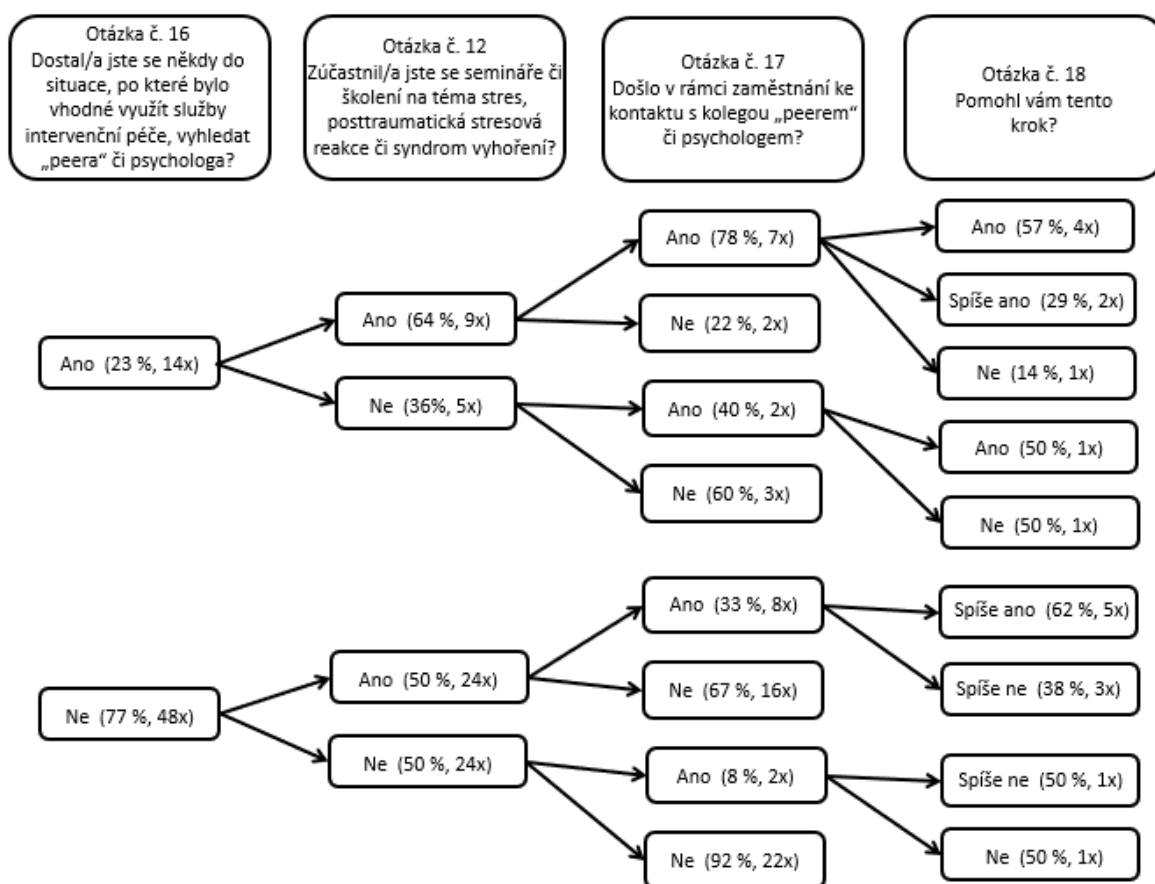 Otázka č. 16
Dostal/a jste se někdy do
situace, po které bylo
vhodné využít služby
intervenční péče, vyhledat
„peera“ či psychologa?
Otázka č. 12
Zúčastnil/a jste se semináře či
školení na téma stres,
posttraumatická stresová
reakce či syndrom vyhoření?
Otázka č. 17
Došlo v rámci zaměstnání ke
kontaktu s kolegou „peerem“
či psychologem?
Otázka č. 18
Pomohl vám tento
krok?
Ano (23 %, 14x)
Ano (64 %, 9x)
Ano (78 %, 7x)
Ano (57 %, 4x)
Spíše ano (29 %, 2x)
Ne (14 %, 1x)
Ne (22 %, 2x)
Ne (36%, 5x)
Ano (40 %, 2x)
Ano (50 %, 1x)
Ne (50 %, 1x)
Ne (60 %, 3x)
Ne (77 %, 48x)
Ano (50 %, 24x)
Ano (33 %, 8x)
Spíše ano (62 %, 5x)
Spíše ne (38 %, 3x)
Ne (67 %, 16x)
Ne (50 %, 24x)
Ano (8 %, 2x)
Spíše ne (50 %, 1x)
Ne (50 %, 1x)
Ne (92 %, 22x)